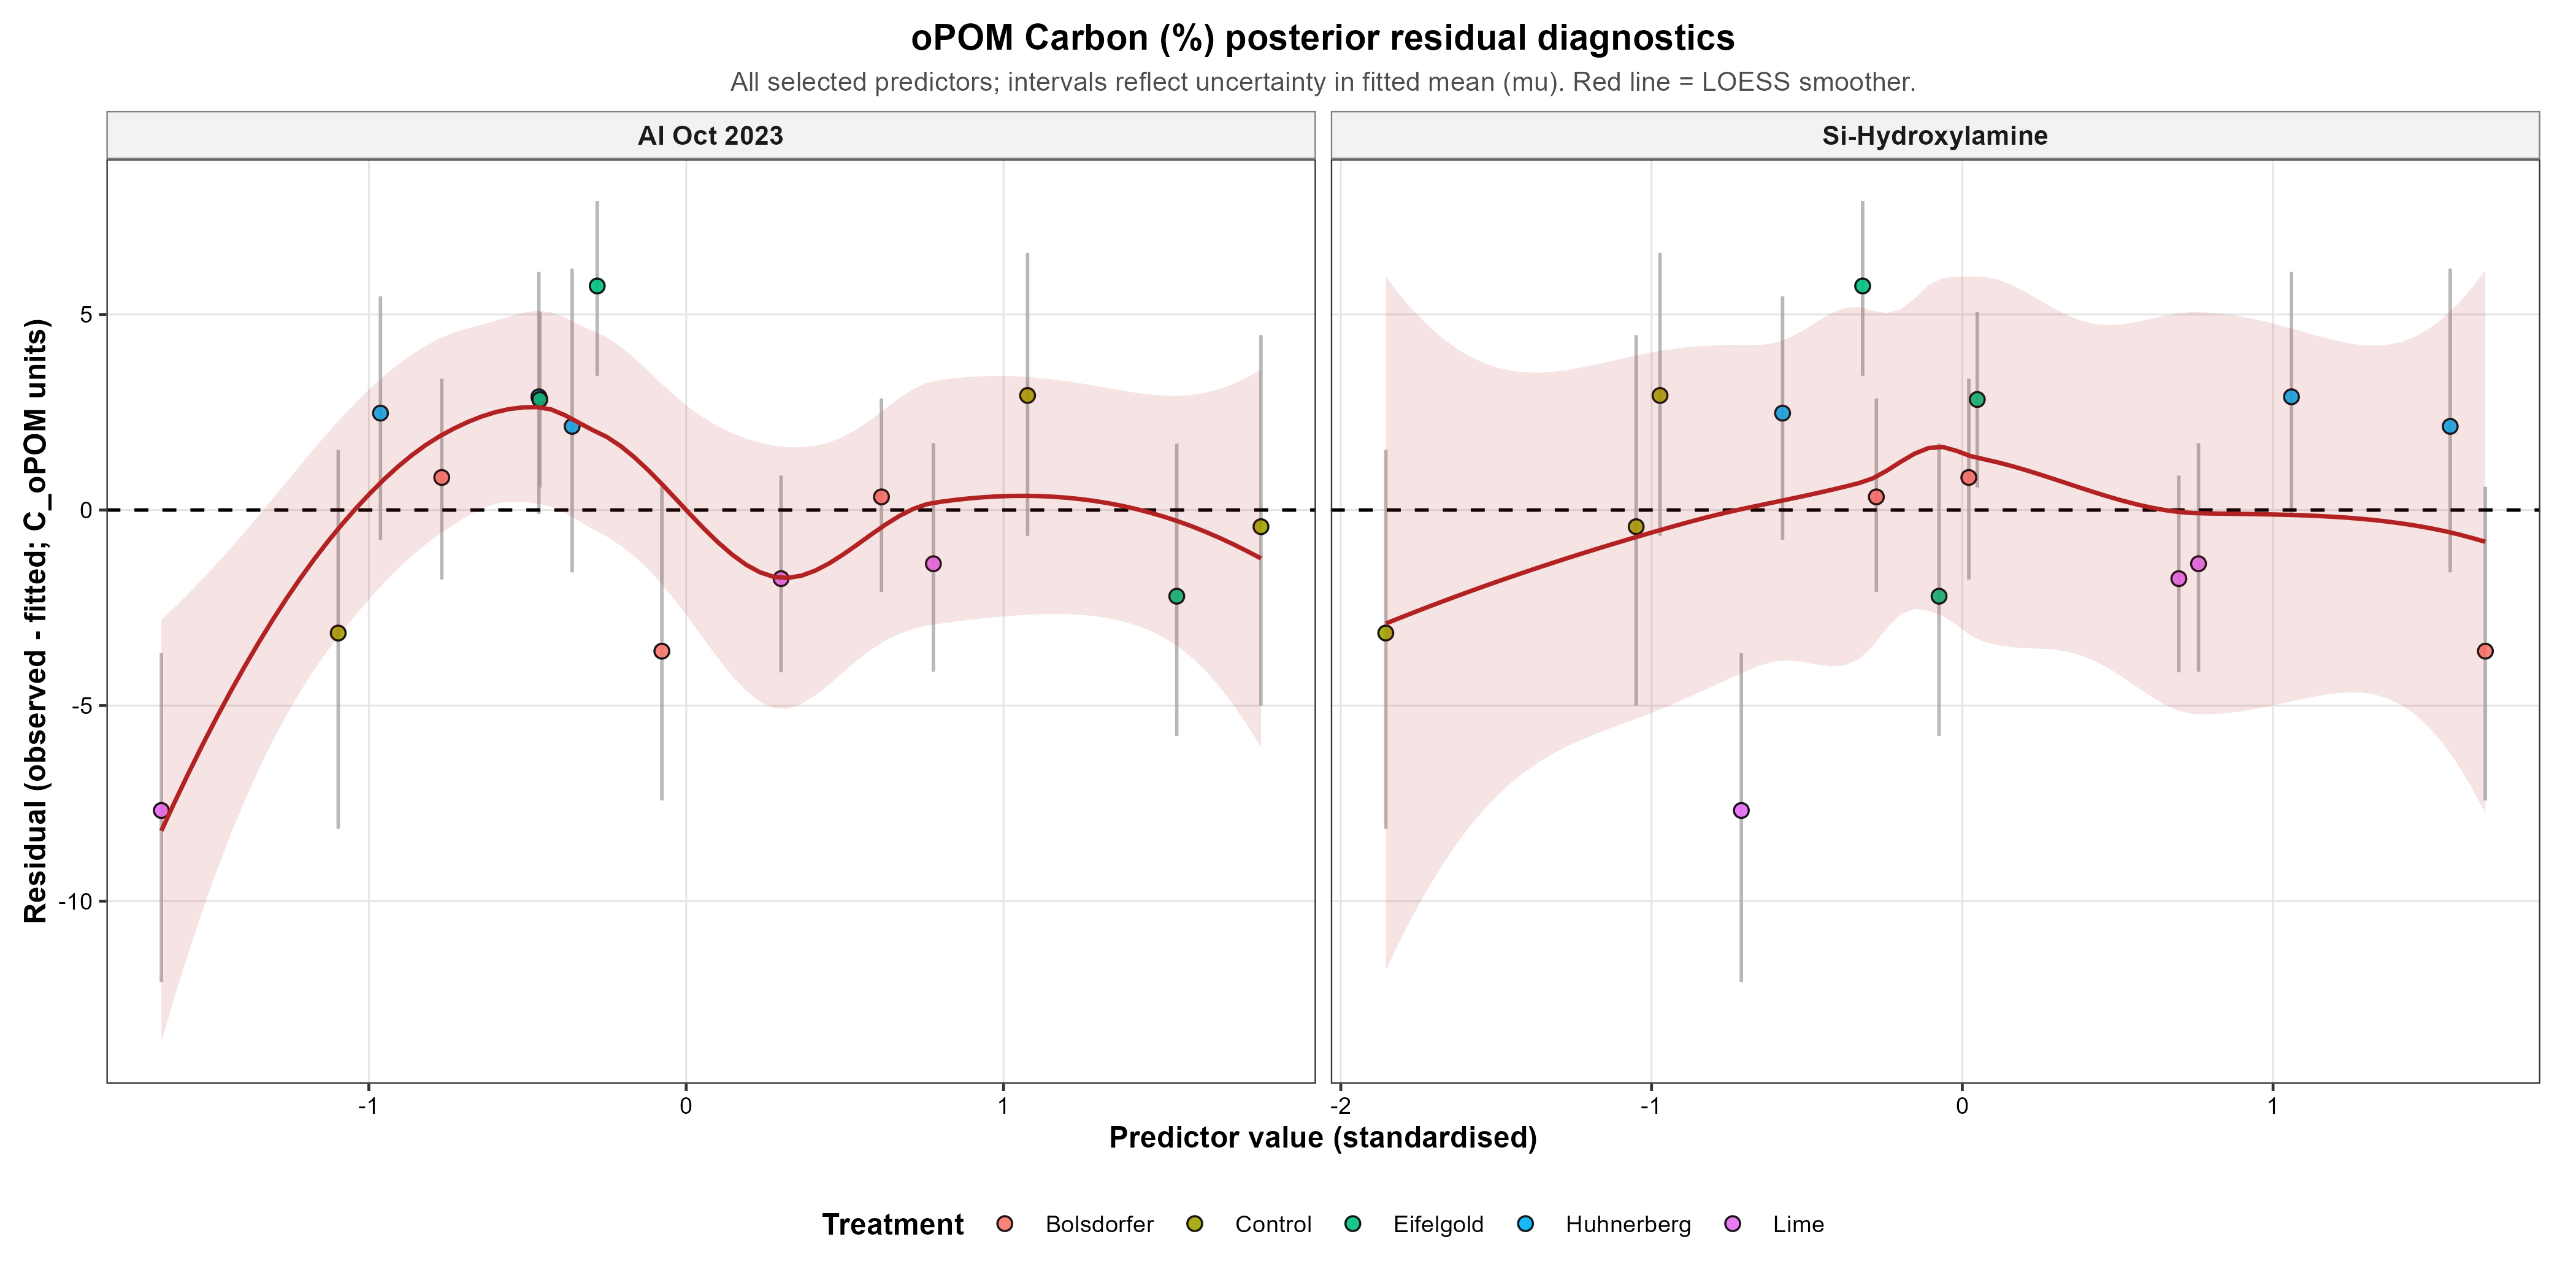 oPOM Carbon (%) posterior residual diagnostics
All selected predictors; intervals reflect uncertainty in fitted mean (mu). Red line = LOESS smoother.
Al Oct 2023
Si-Hydroxylamine
Residual (observed - fitted; C_oPOM units)
5
0
-5
-10
-1
0
1
-2
-1
0
1
Predictor value (standardised)
Treatment Bolsdorfer Control Eifelgold Huhnerberg Lime